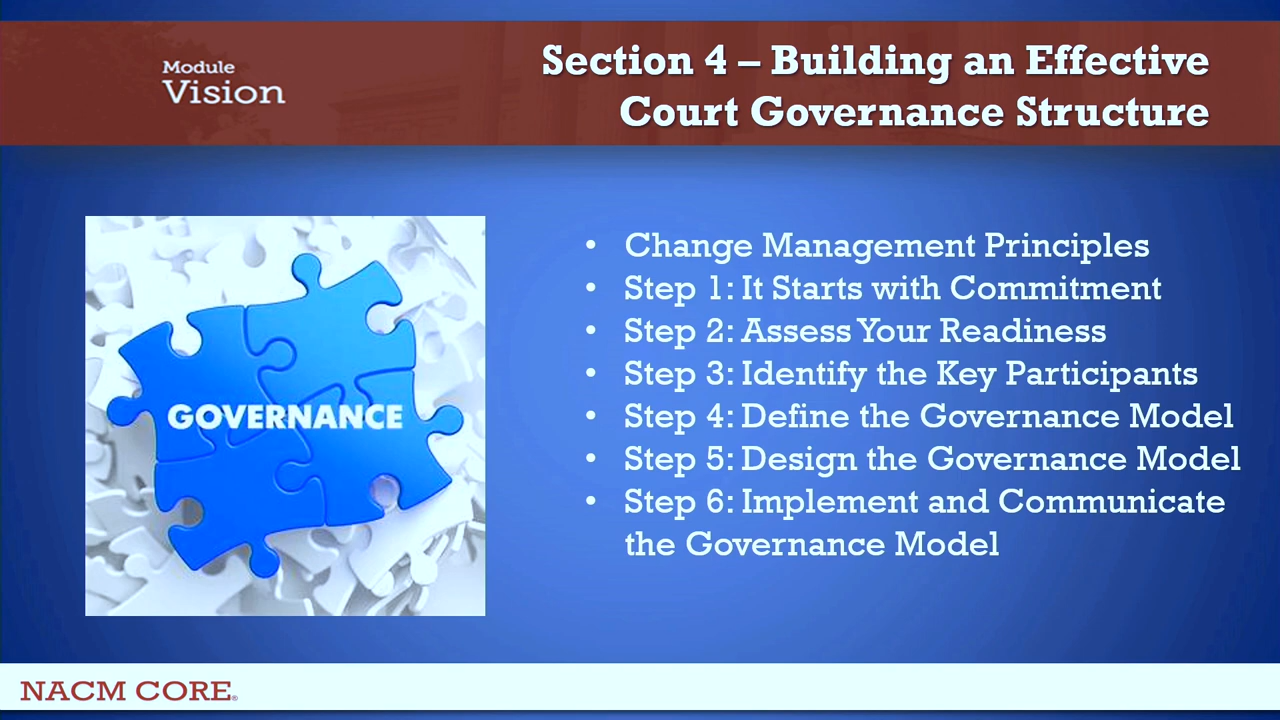 Module
Vision
Section 4 – Building an Effective
Court Governance Structure
GOVERNANCE
• Change Management Principles
• Step 1: It Starts with Commitment
• Step 2: Assess Your Readiness
• Step 3: Identify the Key Participants
• Step 4: Define the Governance Model
• Step 5: Design the Governance Model
• Step 6: Implement and Communicate
the Governance Model
NACM CORE®